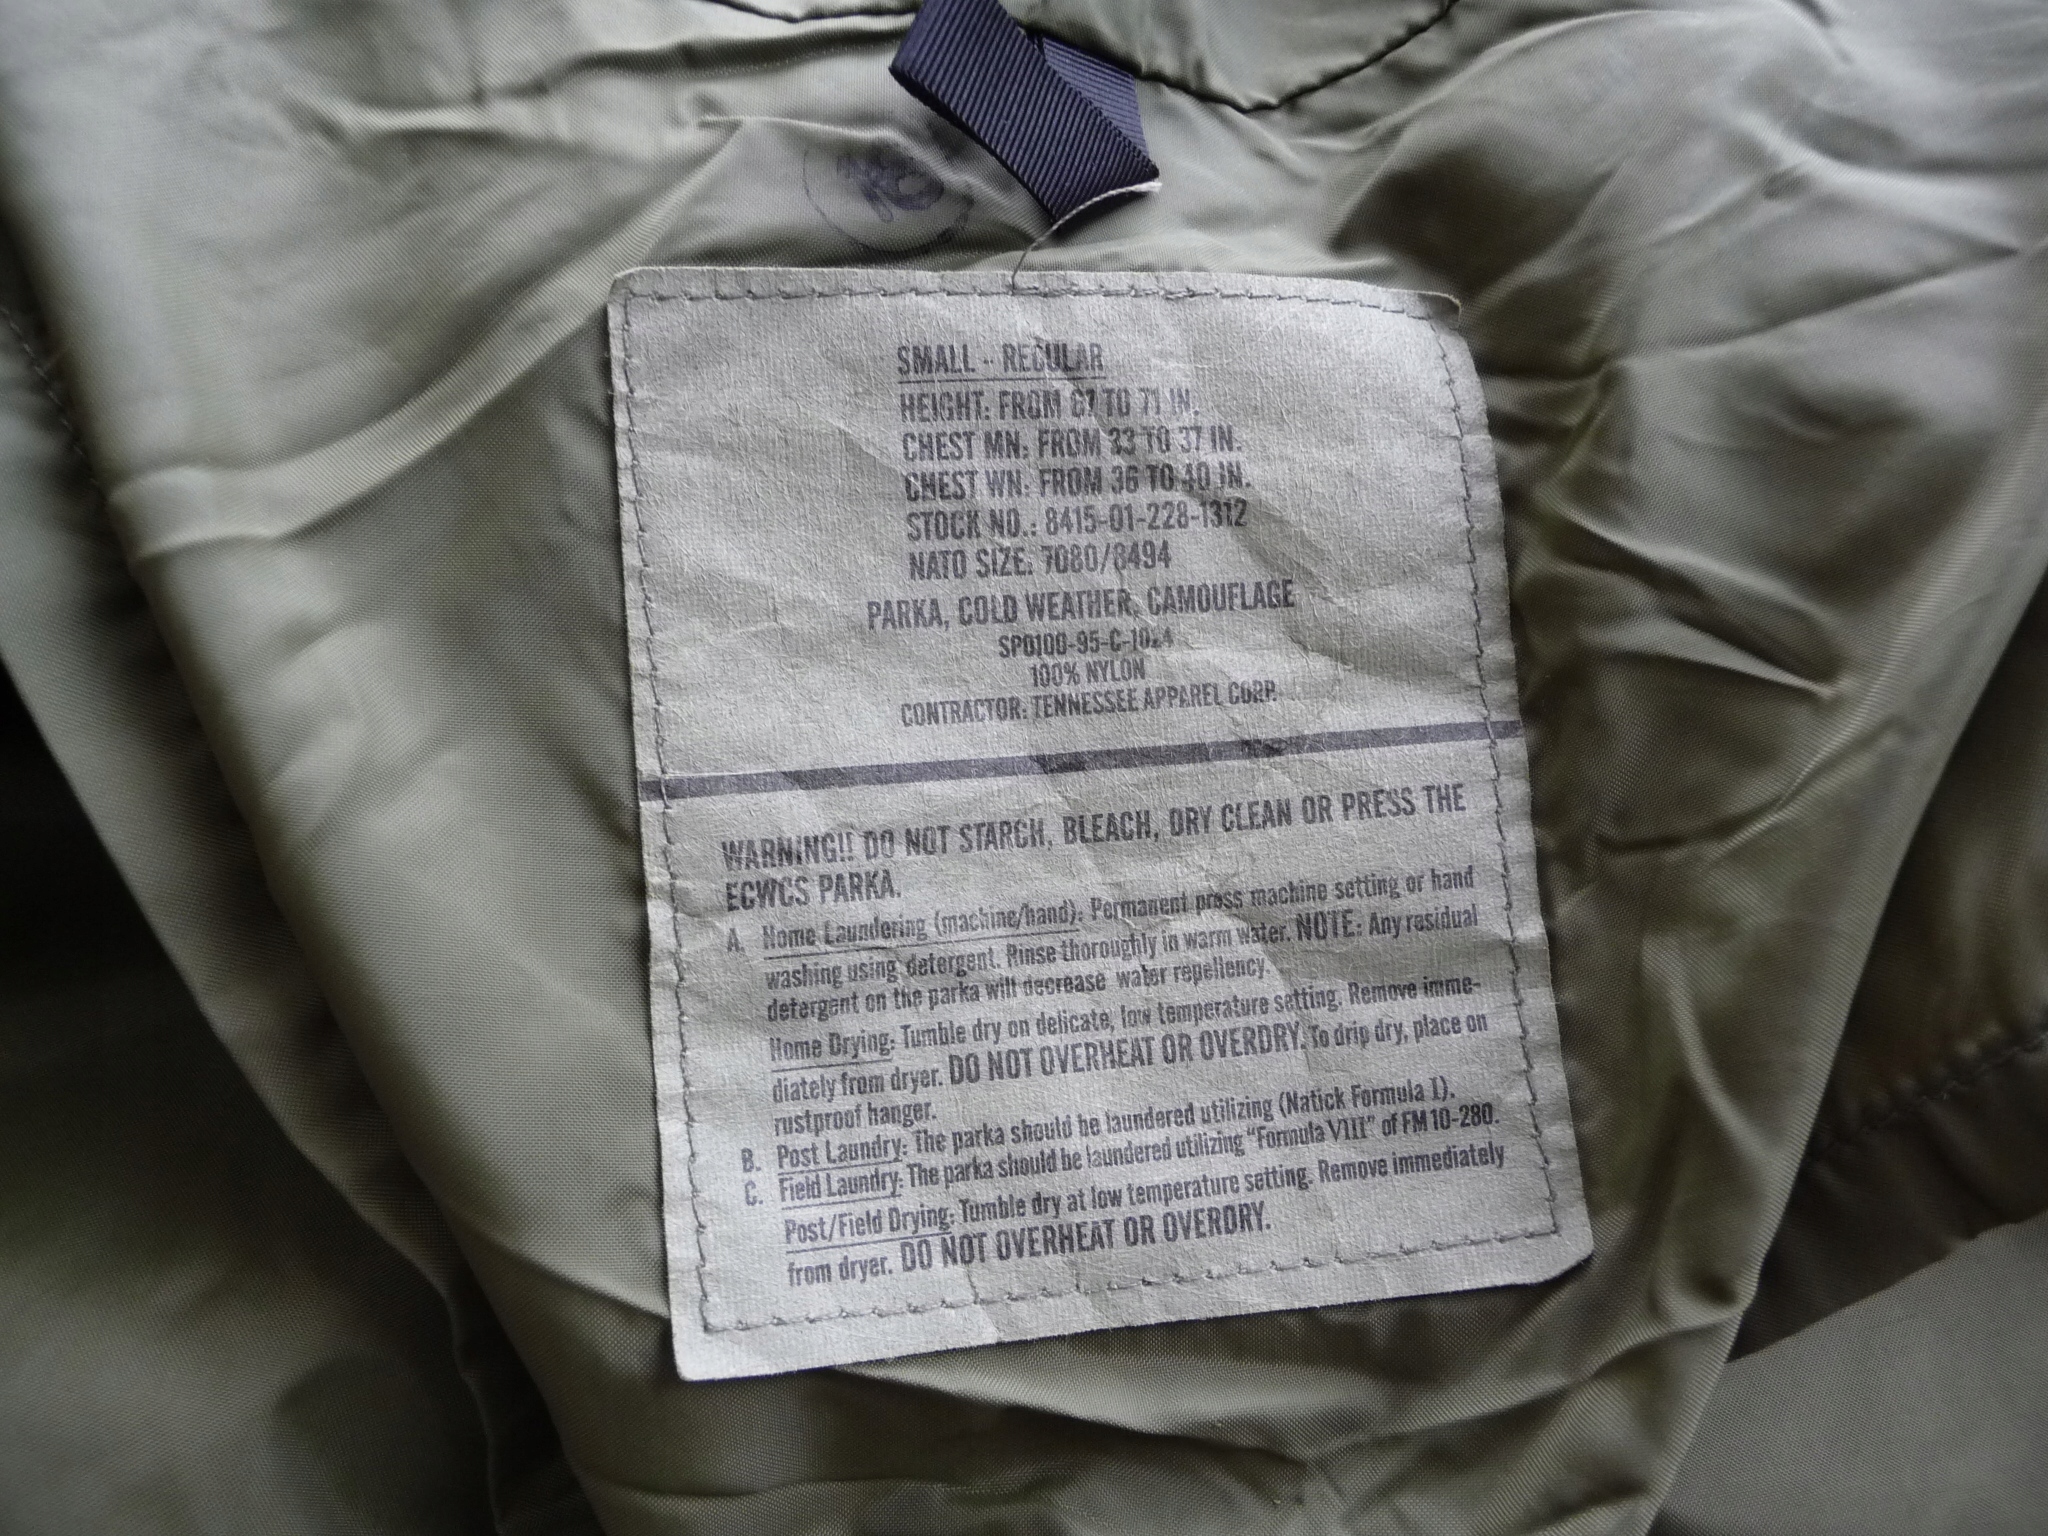 SMALL - REGULAR
HEIGHT: FROM 67 TO 71 IN.
CHEST MN: FROM 33 TO 37 IN.
CHEST WN: FROM 36 TO 40 IN.
STOCK NO.: 8415-01-228-1312
NATO SIZE: 7080/8494
PARKA, COLD WEATHER, CAMOUFLAGE
100% NYLON
CONTRACTOR: TENNESSEE APPAREL CORP.
WARNING!! DO NOT STARCH, BLEACH, DRY CLEAN OR PRESS THE
ECWCS PARKA.
A. Home Laundering (machine/hand): Permanent press machine setting or hand
washing using detergent. Rinse thoroughly in warm water. NOTE: Any residual
detergent on the parka will decrease water repellency.
Home Drying: Tumble dry on delicate, low temperature setting. Remove imme-
diately from dryer. DO NOT OVERHEAT OR OVERDRY. To drip dry, place on
rustproof hanger.
B. Post Laundry: The parka should be laundered utilizing (Natick Formula 1).
C. Field Laundry: The parka should be laundered utilizing "Formula VIII" of FM 10-280.
Post/Field Drying: Tumble dry at low temperature setting. Remove immediately
from dryer. DO NOT OVERHEAT OR OVERDRY.